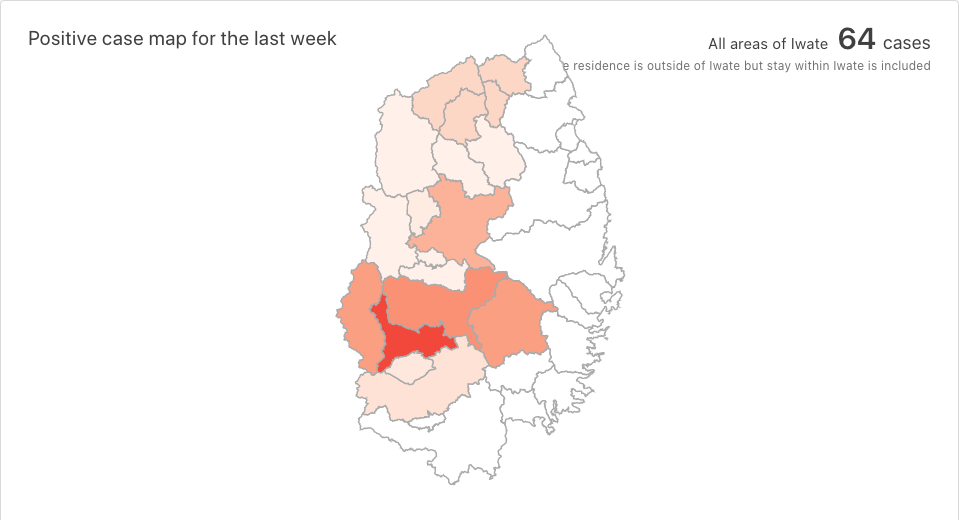 Positive case map for the last week
All areas of Iwate 64 cases
residence is outside of Iwate but stay within Iwate is included